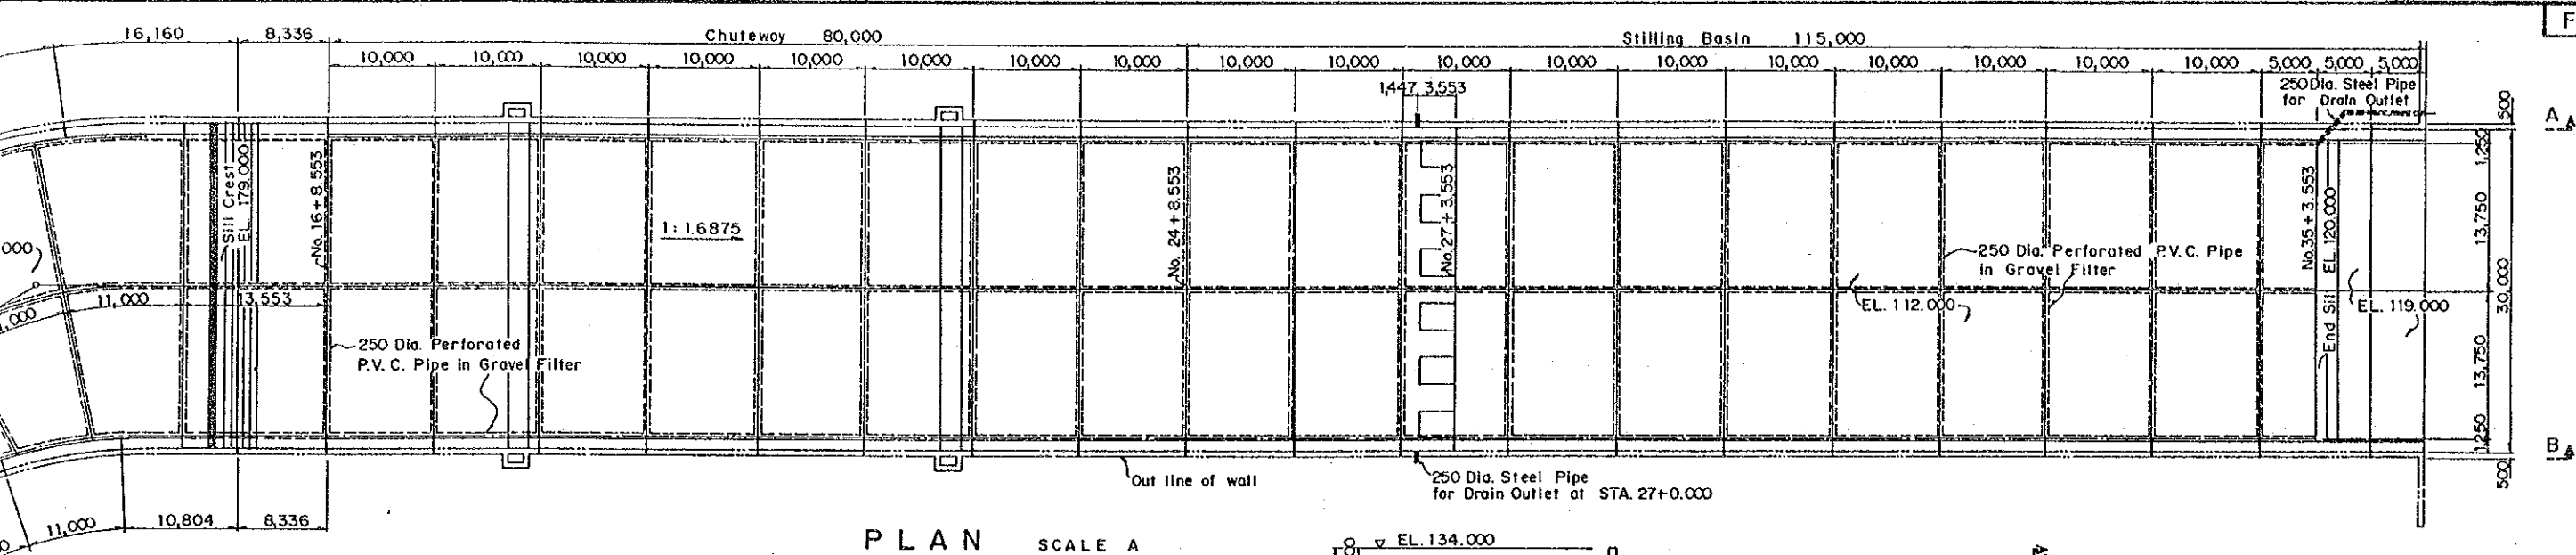 F
16,160 8,336 Chuteway 80,000 Stilling Basin 115,000
10,000 10,000 10,000 10,000 10,000 10,000 10,000 10,000 10,000 10,000 10,000 10,000 10,000 10,000 10,000 10,000 10,000 10,000 5,000 5,000 5,000
1,447 3,553
250 Dia. Steel Pipe
for Drain Outlet
500
A A
1,250
Sill Crest
EL. 179.000
No. 16+8.553
1:1.6875
No. 24+8.553
No. 27+3.553
No. 35+3.553
End Sil EL. 120.000
13,750
250 Dia. Perforated P.V.C. Pipe
in Gravel Filter
000
11,000 13.553
EL. 112.000
EL. 119.000
30,000
,000
250 Dia. Perforated
P.V.C. Pipe in Gravel Filter
13,750
1,250
B A
500
Out line of wall
250 Dia. Steel Pipe
for Drain Outlet at STA. 27+0.000
11,000 10,804 8,336
PLAN SCALE A
EL. 134.000